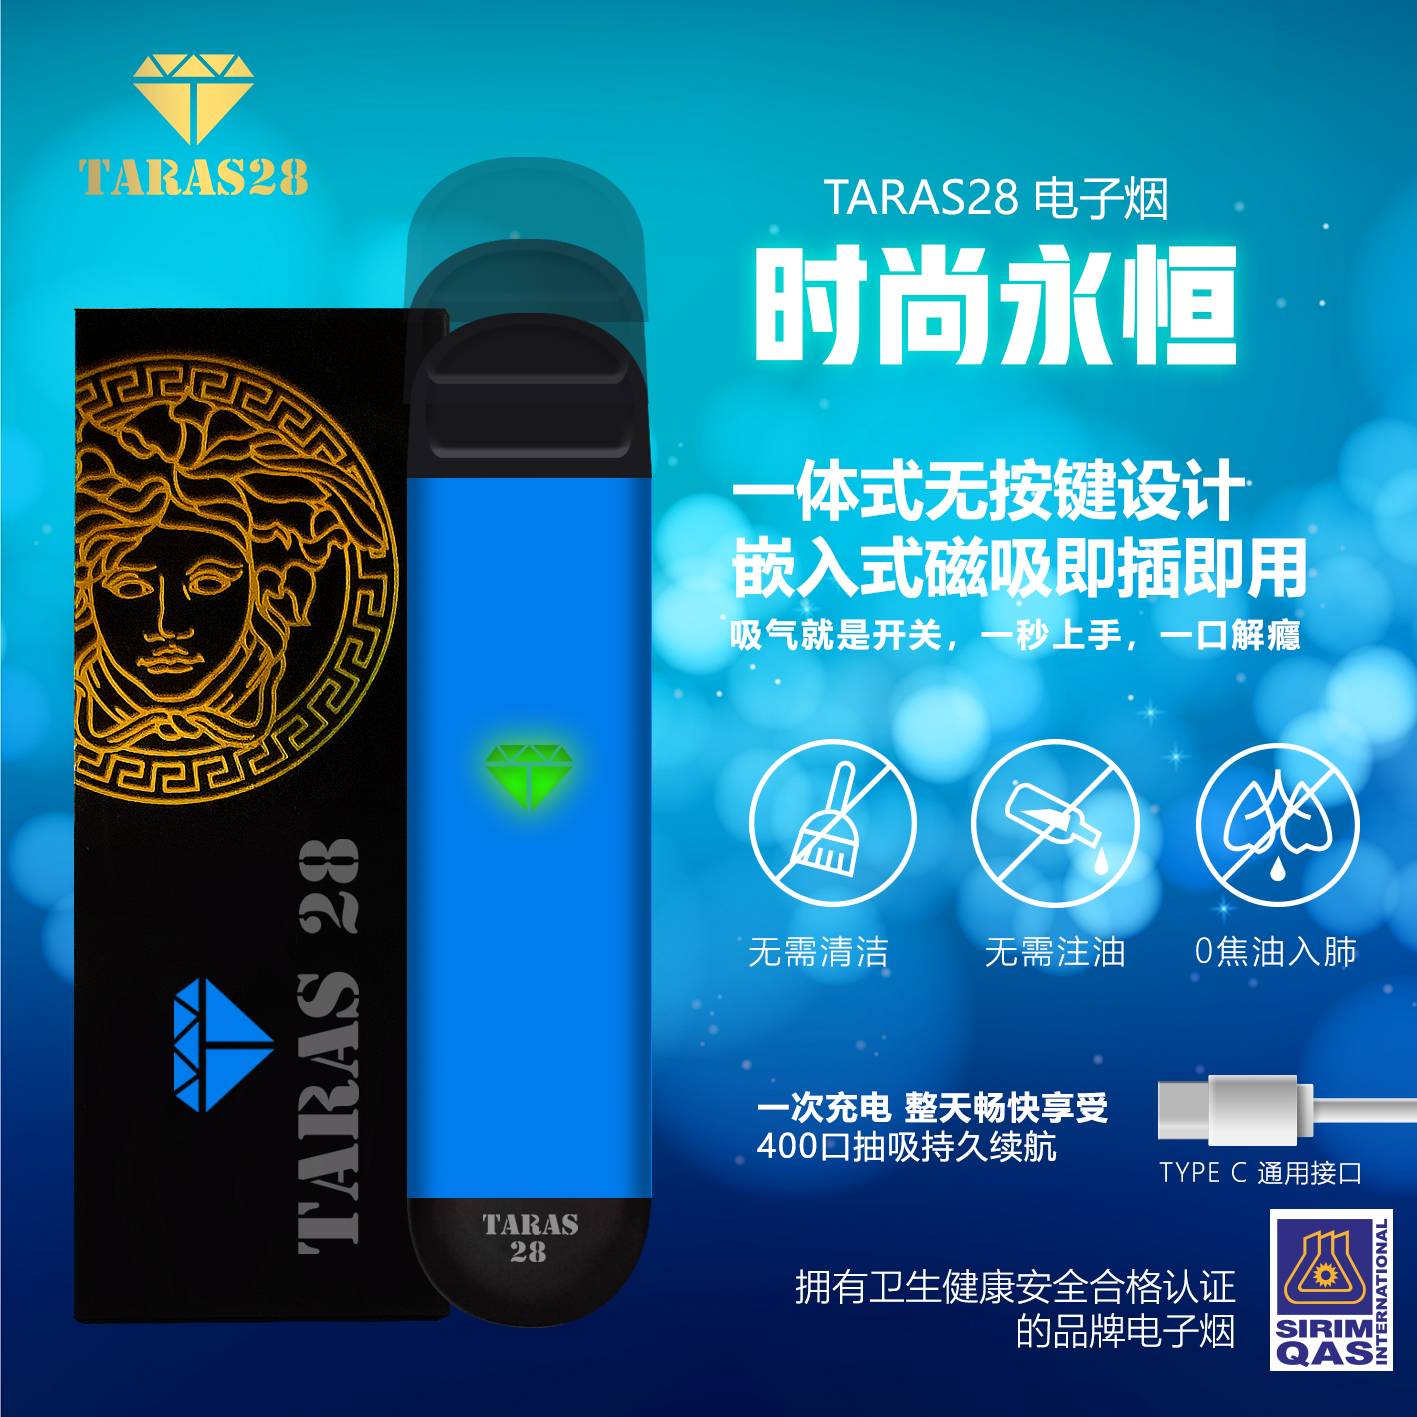 TARAS28
TARAS28 电子烟
时尚永恒
一体式无按键设计
嵌入式磁吸即插即用
吸气就是开关，一秒上手，一口解癮
无需清洁
无需注油
0焦油入肺
TARAS 28
一次充电 整天畅快享受
400口抽吸持久续航
TYPE C 通用接口
TARAS
28
拥有卫生健康安全合格认证
的品牌电子烟
SIRIM
QAS
INTERNATIONAL